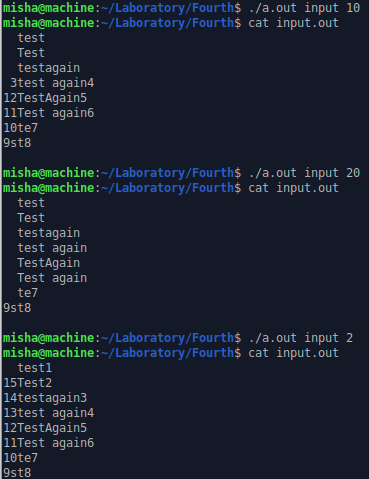 misha@machine:~/Laboratory/Fourth$ ./a.out input 10
misha@machine:~/Laboratory/Fourth$ cat input.out
  test
  Test
  testagain
 3test again4
12TestAgain5
11Test again6
10te7
9st8

misha@machine:~/Laboratory/Fourth$ ./a.out input 20
misha@machine:~/Laboratory/Fourth$ cat input.out
  test
  Test
  testagain
  test again
  TestAgain
  Test again
  te7
9st8

misha@machine:~/Laboratory/Fourth$ ./a.out input 2
misha@machine:~/Laboratory/Fourth$ cat input.out
  test1
15Test2
14testagain3
13test again4
12TestAgain5
11Test again6
10te7
9st8